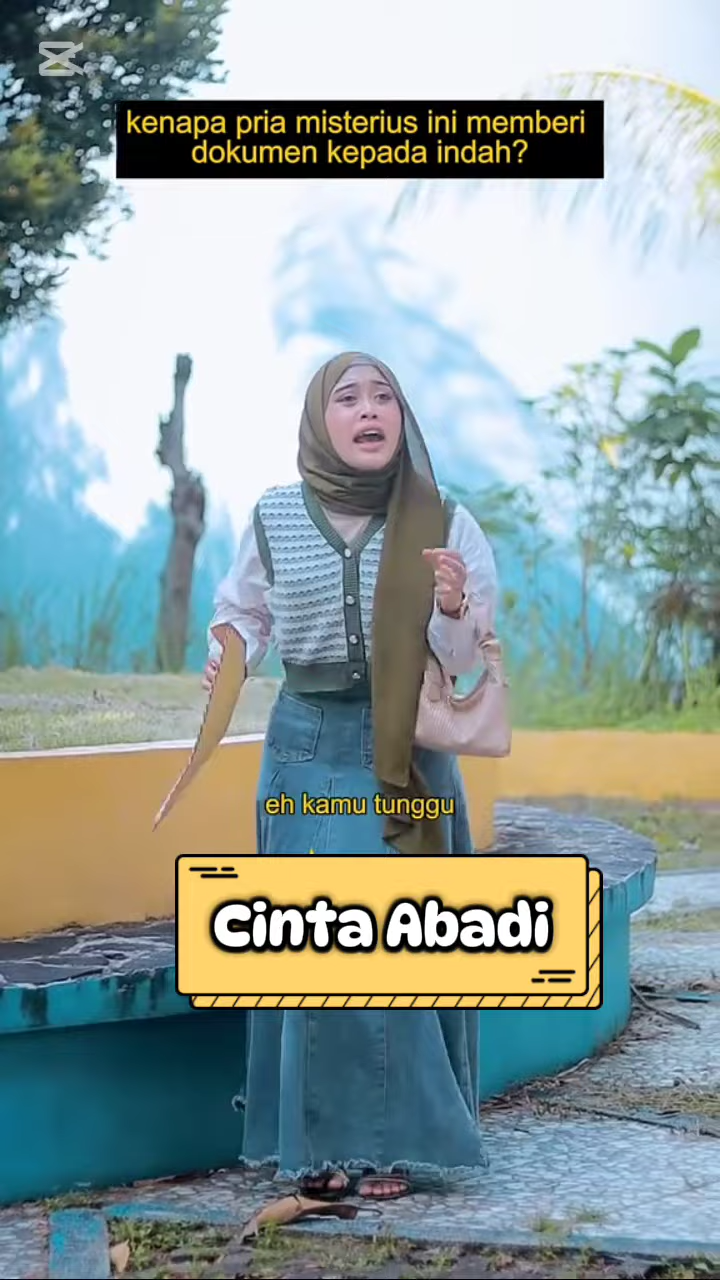 kenapa pria misterius ini memberi
dokumen kepada indah?
eh kamu tunggu
Cinta Abadi